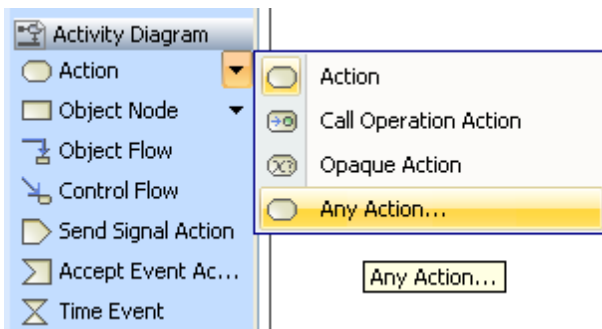 Activity Diagram
Action
Object Node
Object Flow
Control Flow
Send Signal Action
Accept Event Ac...
Time Event
Action
Call Operation Action
Opaque Action
Any Action...
Any Action...